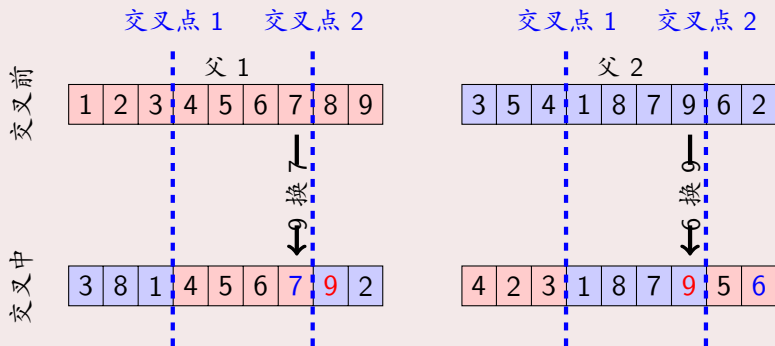 交叉点 1 交叉点 2 交叉点 1 交叉点 2
父 1 父 2
交叉前
1 2 3 4 5 6 7 8 9 3 5 4 1 8 7 9 6 2
9 换 7 6 换 9
交叉中
3 8 1 4 5 6 7 9 2 4 2 3 1 8 7 9 5 6